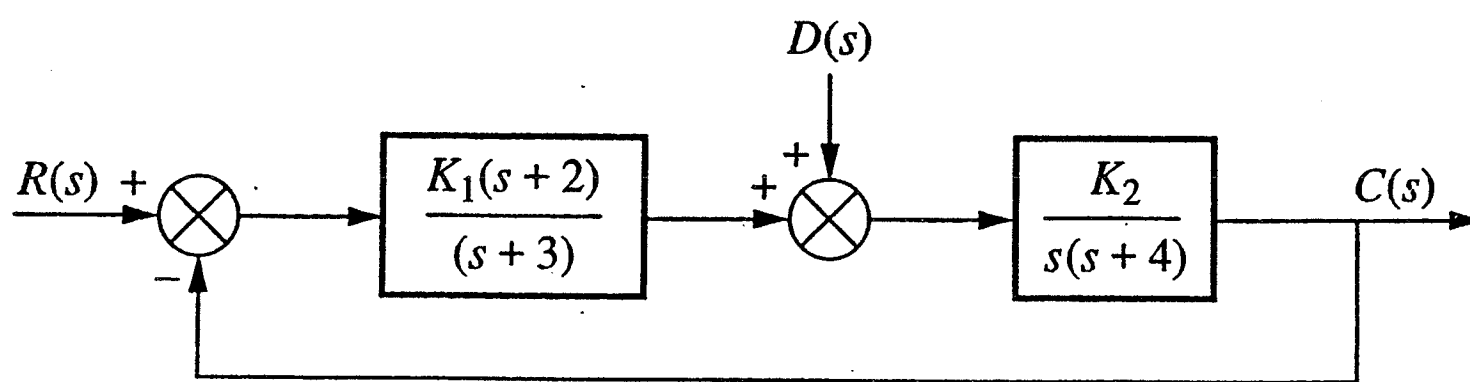 D(s)
R(s) +
K₁(s + 2)
(s + 3)
+
+
K₂
s(s + 4)
C(s)
−